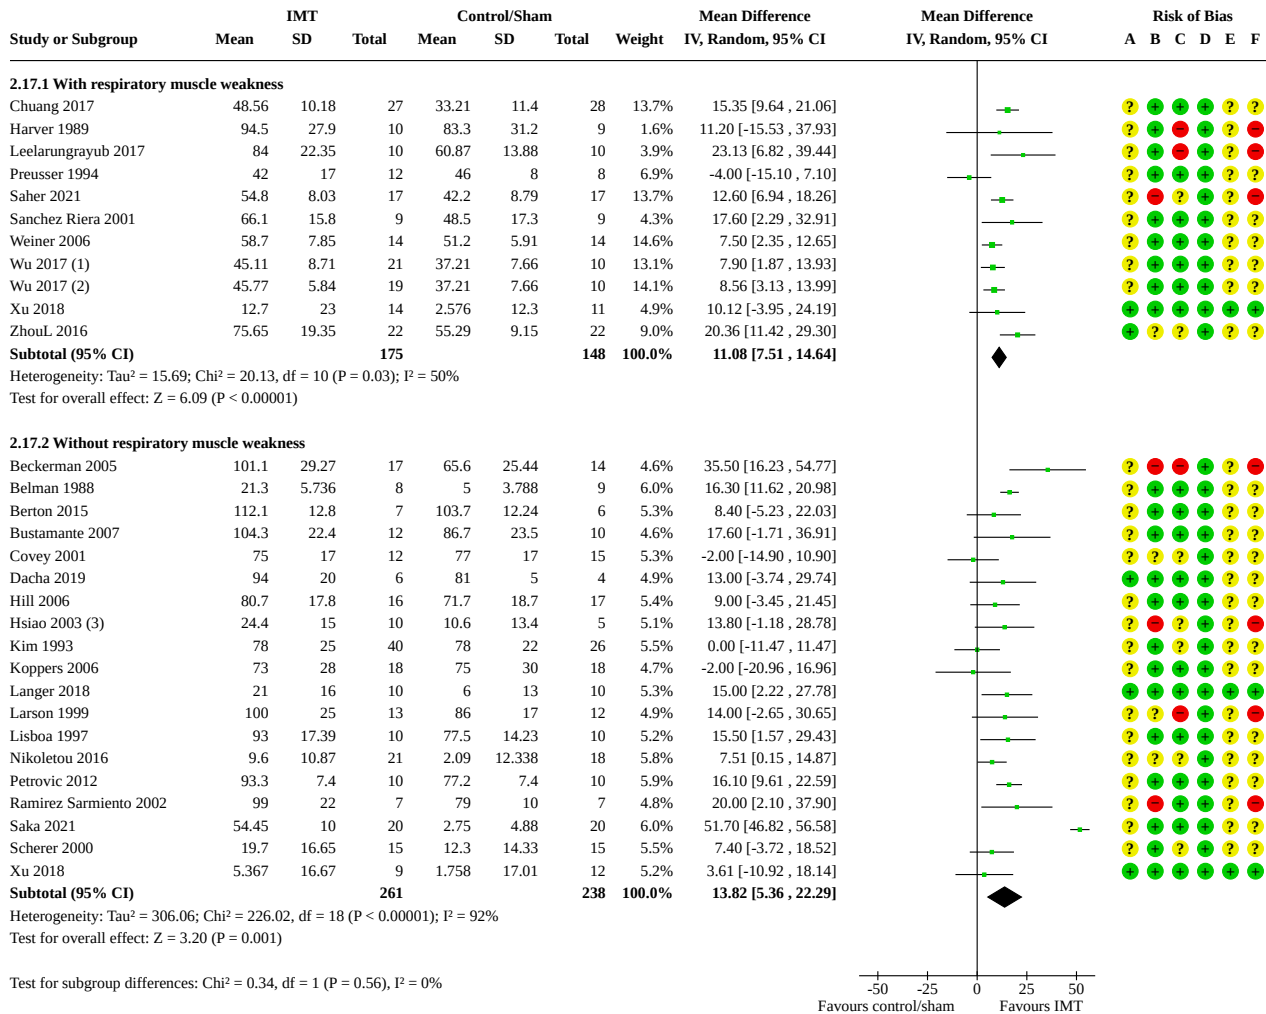 IMT Control/Sham Mean Difference Mean Difference Risk of Bias
Study or Subgroup Mean SD Total Mean SD Total Weight IV, Random, 95% CI IV, Random, 95% CI A B C D E F
2.17.1 With respiratory muscle weakness
Chuang 2017 48.56 10.18 27 33.21 11.4 28 13.7% 15.35 [9.64 , 21.06] ? + + + ? ?
Harver 1989 94.5 27.9 10 83.3 31.2 9 1.6% 11.20 [-15.53 , 37.93] ? + − + ? −
Leelarungrayub 2017 84 22.35 10 60.87 13.88 10 3.9% 23.13 [6.82 , 39.44] ? + − + ? −
Preusser 1994 42 17 12 46 8 8 6.9% -4.00 [-15.10 , 7.10] ? + + + ? ?
Saher 2021 54.8 8.03 17 42.2 8.79 17 13.7% 12.60 [6.94 , 18.26] ? − ? + ? −
Sanchez Riera 2001 66.1 15.8 9 48.5 17.3 9 4.3% 17.60 [2.29 , 32.91] ? + + + ? ?
Weiner 2006 58.7 7.85 14 51.2 5.91 14 14.6% 7.50 [2.35 , 12.65] ? + + + ? ?
Wu 2017 (1) 45.11 8.71 21 37.21 7.66 10 13.1% 7.90 [1.87 , 13.93] ? + + + ? ?
Wu 2017 (2) 45.77 5.84 19 37.21 7.66 10 14.1% 8.56 [3.13 , 13.99] ? + + + ? ?
Xu 2018 12.7 23 14 2.576 12.3 11 5.0% 10.12 [-3.95 , 24.19] + + + + + +
ZhouL 2016 75.65 19.35 22 55.29 9.15 22 9.0% 20.36 [11.42 , 29.30] + ? ? + ? ?
Subtotal (95% CI) 175 148 100.0% 11.08 [7.51 , 14.64]
Heterogeneity: Tau² = 15.69; Chi² = 20.13, df = 10 (P = 0.03); I² = 50%
Test for overall effect: Z = 6.09 (P < 0.00001)
2.17.2 Without respiratory muscle weakness
Beckerman 2005 101.1 29.27 17 65.6 25.44 14 4.6% 35.50 [16.23 , 54.77] ? − − + ? −
Belman 1988 21.3 5.736 8 5 3.788 9 6.0% 16.30 [11.62 , 20.98] ? + + + ? ?
Berton 2015 112.1 12.8 7 103.7 12.24 6 5.2% 8.40 [-5.23 , 22.03] ? + + + ? ?
Bustamante 2007 104.3 22.4 12 86.7 23.5 10 4.6% 17.60 [-1.71 , 36.91] ? + + + ? ?
Covey 2001 75 17 12 77 17 15 5.3% -2.00 [-14.90 , 10.90] ? ? ? + ? ?
Dacha 2019 94 20 6 81 5 4 4.9% 13.00 [-3.74 , 29.74] + + + + ? ?
Hill 2006 80.7 17.8 16 71.7 18.7 17 5.4% 9.00 [-3.45 , 21.45] ? + + + ? ?
Hsiao 2003 (3) 24.4 15 10 10.6 13.4 5 5.1% 13.80 [-1.18 , 28.78] ? − ? + ? −
Kim 1993 78 25 40 78 22 26 5.5% 0.00 [-11.47 , 11.47] ? + ? + ? ?
Koppers 2006 73 28 18 75 30 18 4.7% -2.00 [-20.96 , 16.96] ? + + + ? ?
Langer 2018 21 16 10 6 13 10 5.3% 15.00 [2.22 , 27.78] + + + + + +
Larson 1999 100 25 13 86 17 12 4.9% 14.00 [-2.65 , 30.65] ? ? − + ? −
Lisboa 1997 93 17.39 10 77.5 14.23 10 5.2% 15.50 [1.57 , 29.43] ? + + + ? ?
Nikoletou 2016 9.6 10.87 21 2.09 12.338 18 5.8% 7.51 [0.15 , 14.87] ? ? ? + ? ?
Petrovic 2012 93.3 7.4 10 77.2 7.4 10 5.9% 16.10 [9.61 , 22.59] ? + + + ? ?
Ramirez Sarmiento 2002 99 22 7 79 10 7 4.8% 20.00 [2.10 , 37.90] ? − + + ? −
Saka 2021 54.45 10 20 2.75 4.88 20 6.0% 51.70 [46.82 , 56.58] ? + + + ? ?
Scherer 2000 19.7 16.65 15 12.3 14.33 15 5.5% 7.40 [-3.72 , 18.52] ? + ? + ? ?
Xu 2018 5.367 16.67 9 1.758 17.01 12 5.2% 3.61 [-10.92 , 18.14] + + + + + +
Subtotal (95% CI) 261 238 100.0% 13.82 [5.36 , 22.29]
Heterogeneity: Tau² = 306.06; Chi² = 226.02, df = 18 (P < 0.00001); I² = 92%
Test for overall effect: Z = 3.20 (P = 0.001)
Test for subgroup differences: Chi² = 0.34, df = 1 (P = 0.56), I² = 0%
-50 -25 0 25 50
Favours control/sham Favours IMT